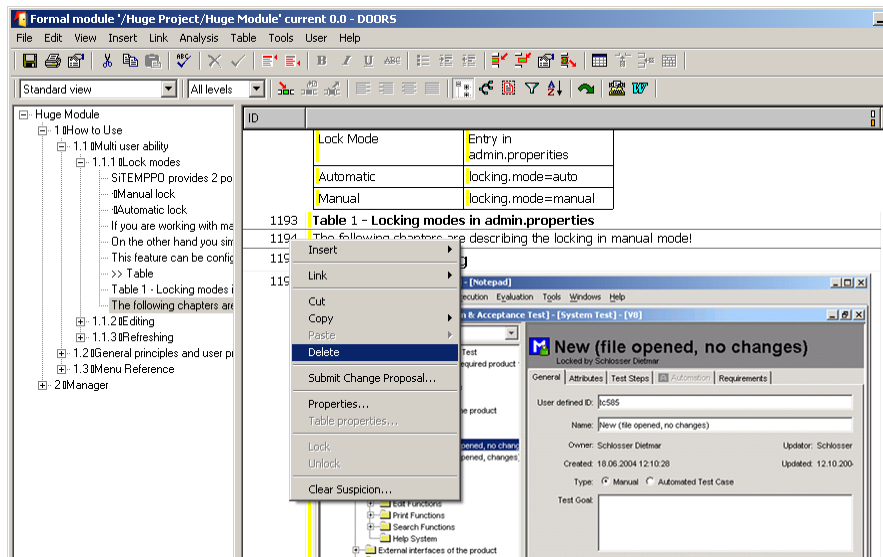 Formal module '/Huge Project/Huge Module' current 0.0 - DOORS
File Edit View Insert Link Analysis Table Tools User Help
Standard view All levels
Huge Module
1 How to Use
1.1 Multi user ability
1.1.1 Lock modes
SiTEMPPO provides 2 po
Manual lock
Automatic lock
If you are working with ma
On the other hand you sim
This feature can be config
>> Table
Table 1 - Locking modes i
The following chapters are
1.1.2 Editing
1.1.3 Refreshing
1.2 General principles and user pr
1.3 Menu Reference
2 Manager
ID
Lock Mode Entry in
admin.properities
Automatic locking.mode=auto
Manual locking.mode=manual
1193 Table 1 - Locking modes in admin.properties
1194 The following chapters are describing the locking in manual mode!
119 g
119
Insert
Link
Cut
Copy
Paste
Delete
Submit Change Proposal...
Properties...
Table properties...
Lock
Unlock
Clear Suspicion...
- [Notepad]
ecution Evaluation Tools Windows Help
n & Acceptance Test] - [System Test] - [V8]
Test
equired product
e product
pened, no chang
pened, changes)
Edit Functions
Print Functions
Search Functions
Help System
External interfaces of the product
New (file opened, no changes)
Locked by Schlosser Dietmar
General Attributes Test Steps Automation Requirements
User defined ID: tc585
Name: New (file opened, no changes)
Owner: Schlosser Dietmar Updator: Schlosser
Created: 18.06.2004 12:10:28 Updated: 12.10.200
Type: Manual Automated Test Case
Test Goal: